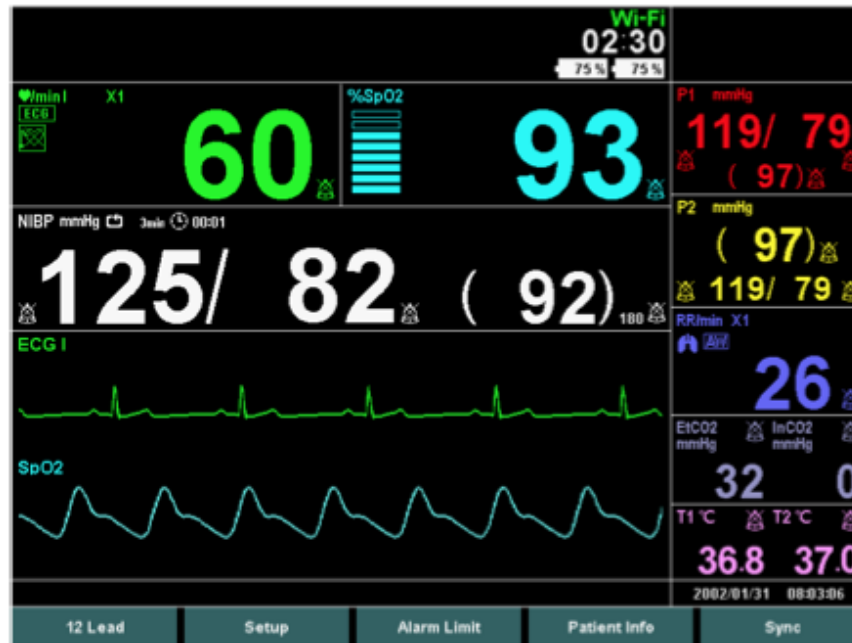 Wi-Fi
02:30
75 % 75 %
/min I X1
ECG
60
%SpO2
93
P1 mmHg
119/ 79
( 97)
NIBP mmHg 3min 00:01
125/ 82 ( 92) 180
P2 mmHg
( 97)
119/ 79
RR/min X1
AW
26
ECG I
EtCO2 mmHg InCO2 mmHg
32 0
SpO2
T1 °C T2 °C
36.8 37.0
2002/01/31 08:03:06
12 Lead Setup Alarm Limit Patient Info Sync